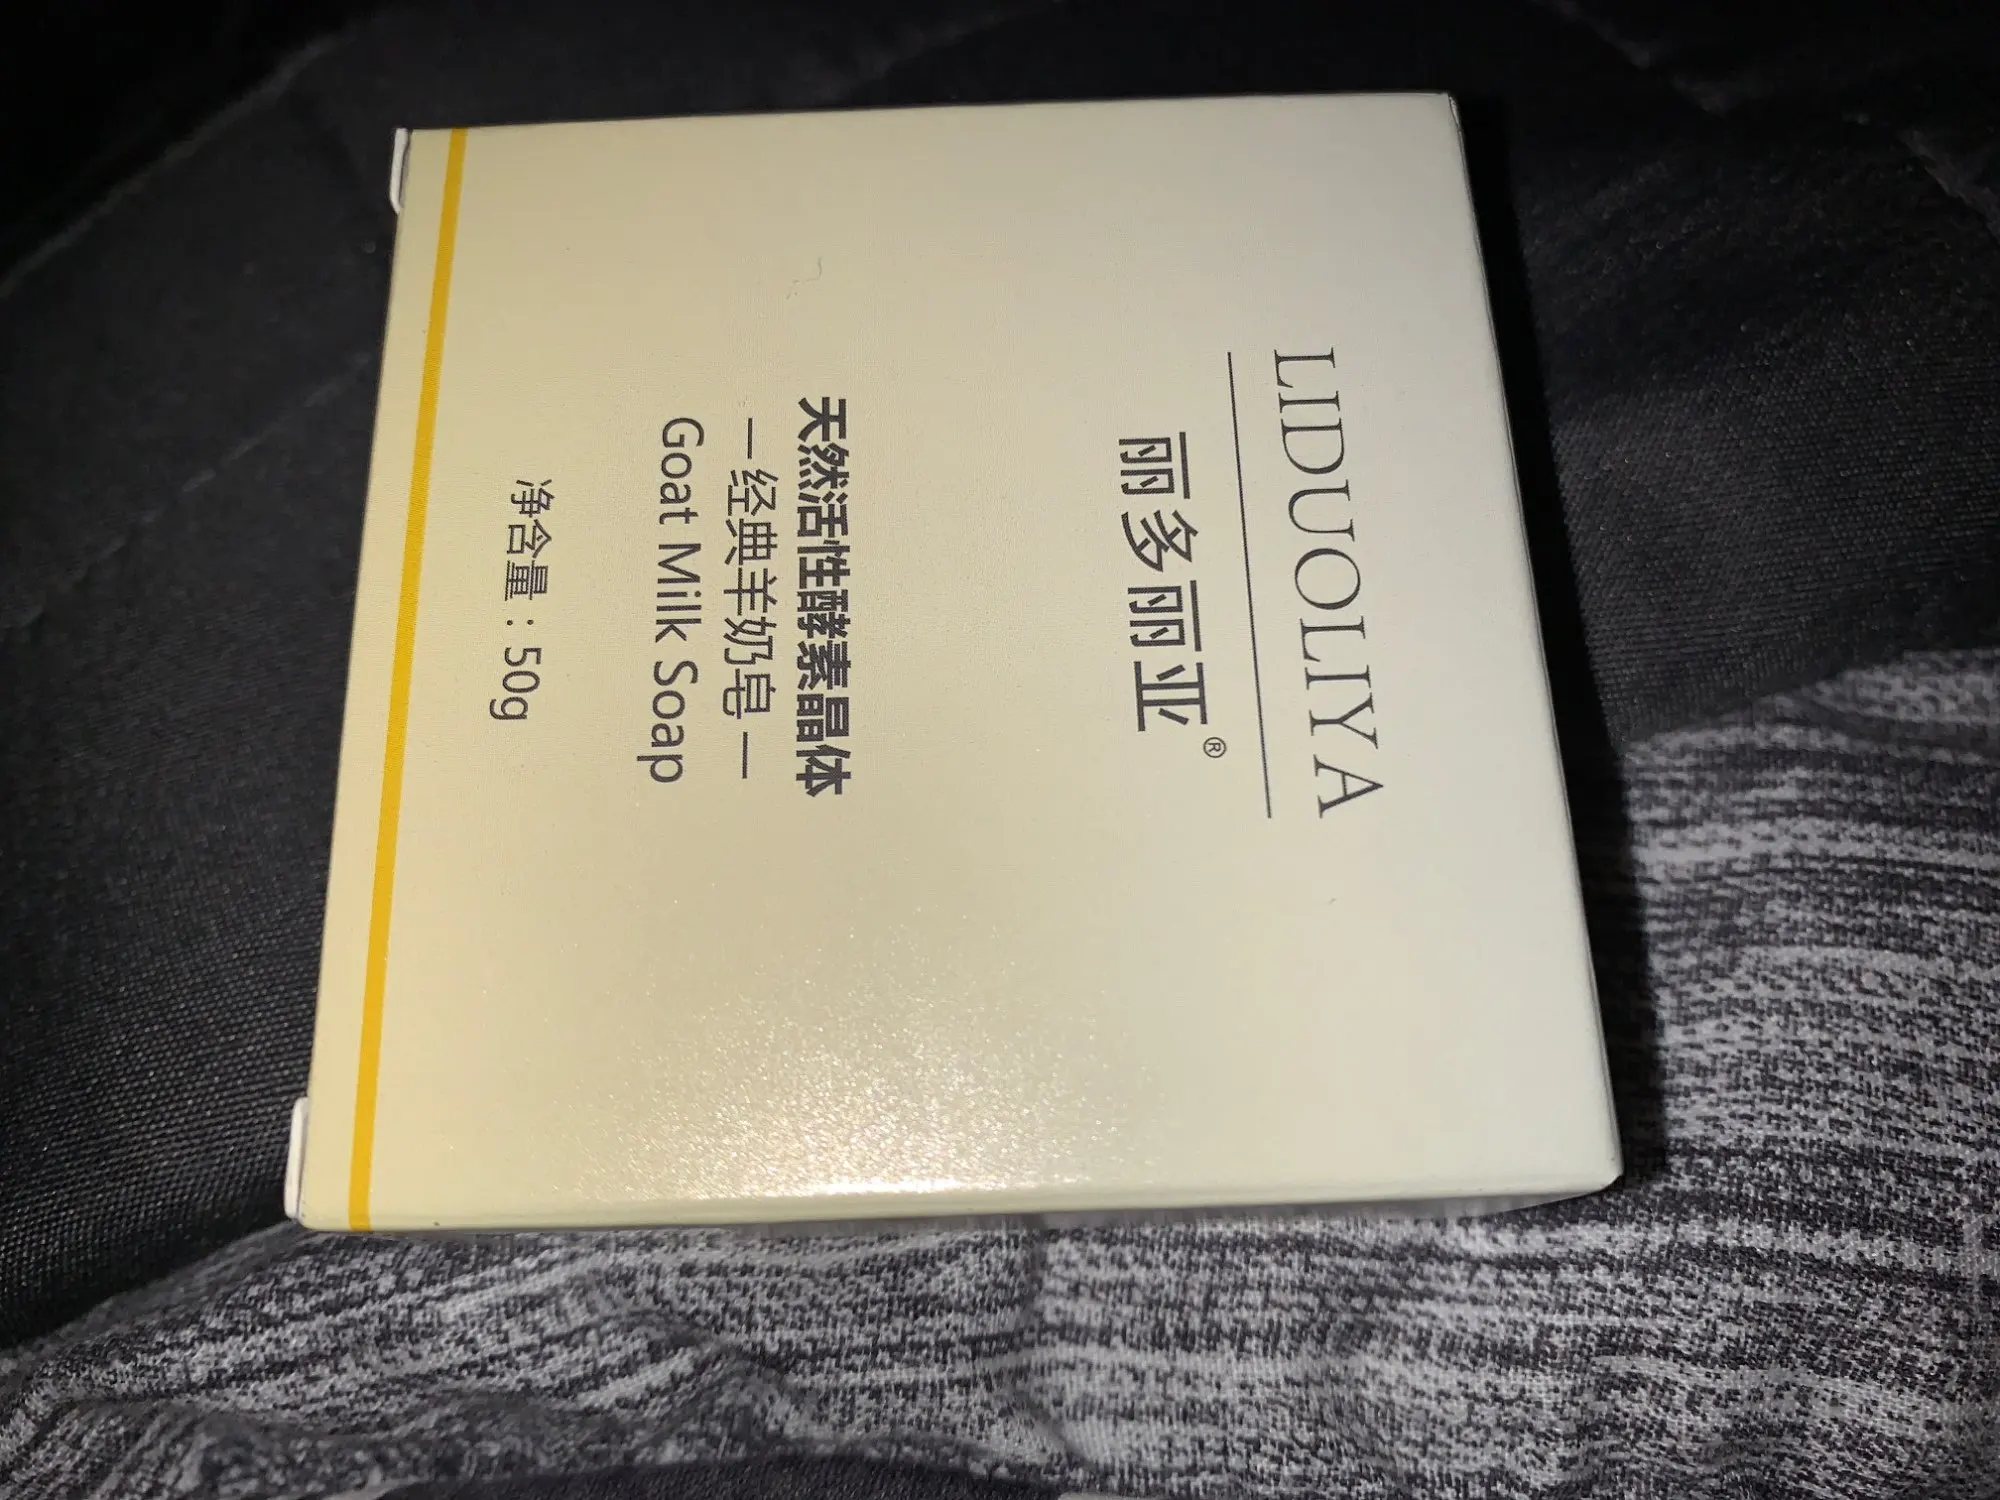 LIDUOLIYA
丽多丽亚®
天然活性酵素晶体
—经典羊奶皂—
Goat Milk Soap
净含量：50g